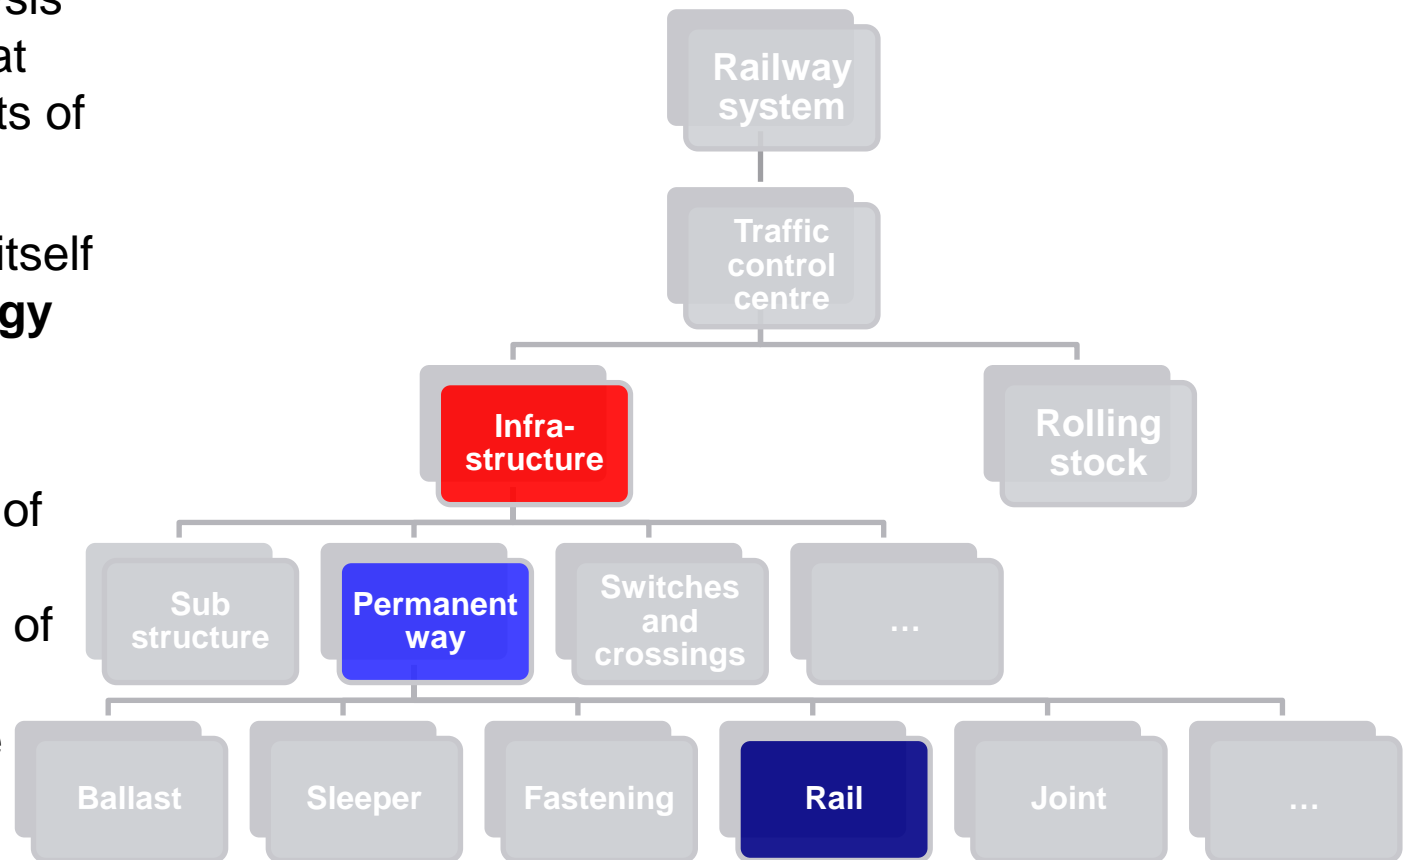 sis
at
ts of
itself
gy
of
of
Railway
system
Traffic
control
centre
Infra-
structure
Rolling
stock
Sub
structure
Permanent
way
Switches
and
crossings
…
Ballast
Sleeper
Fastening
Rail
Joint
…